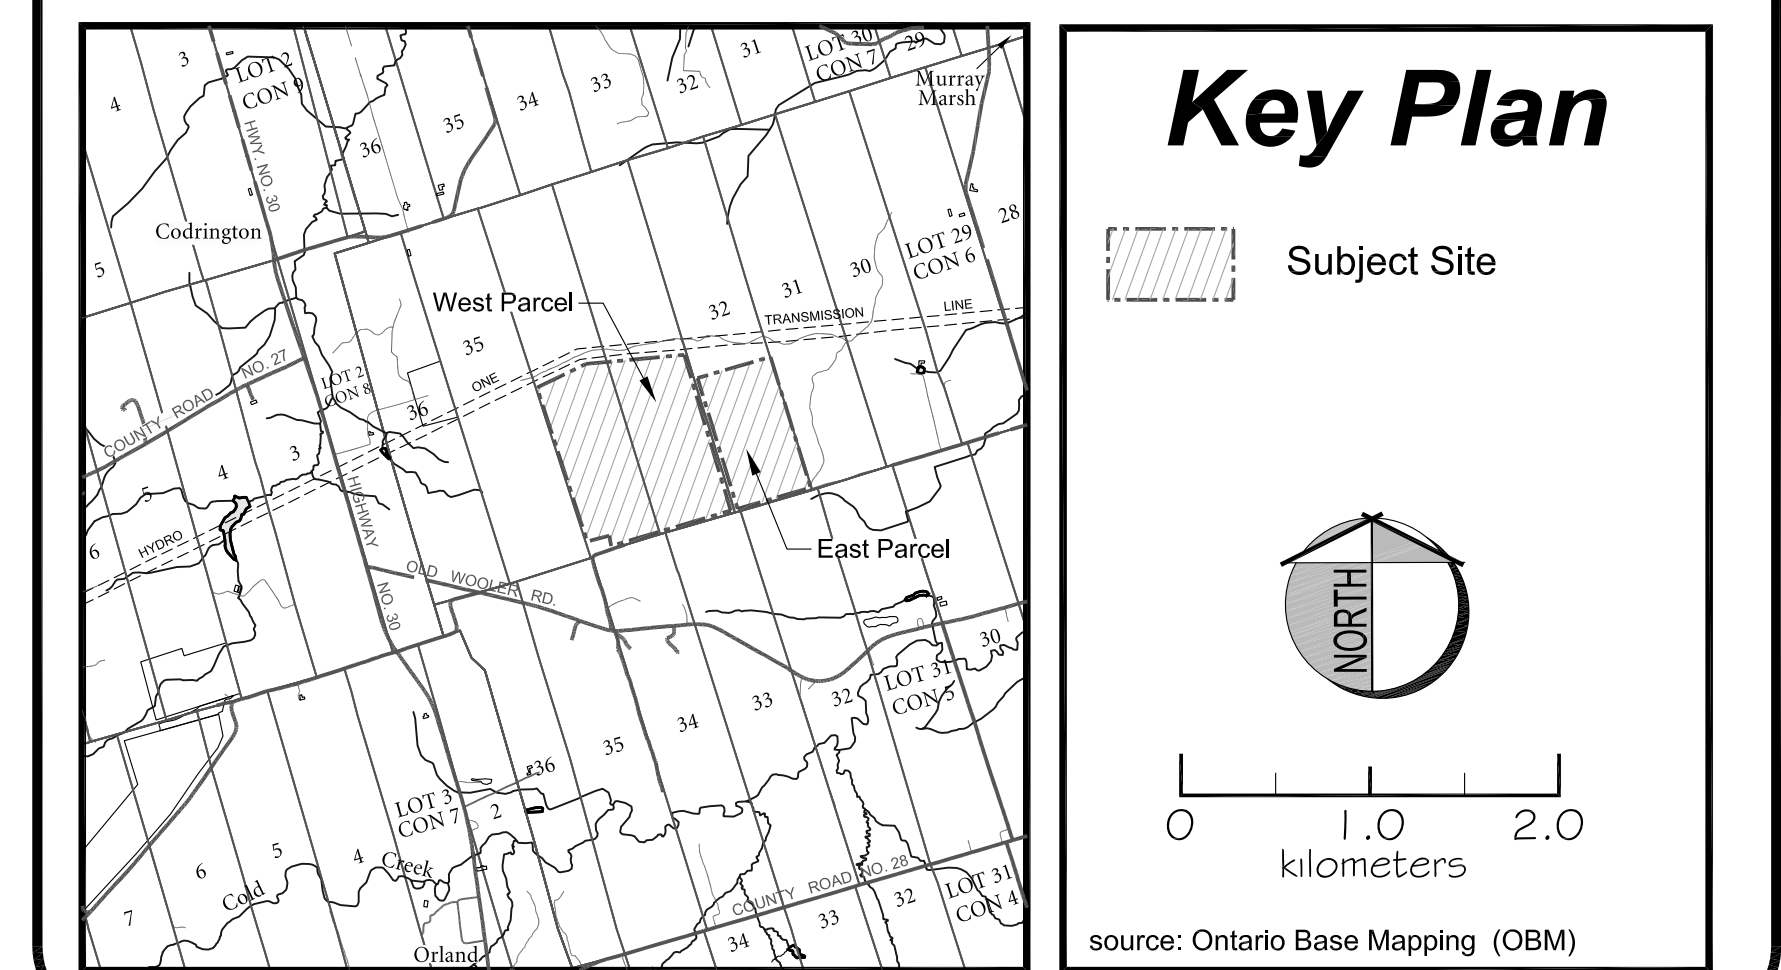 3
4
LOT 2
CON 9
HWY. NO. 30
36
35
34
33
32
31
LOT 30
CON 7
29
Murray
Marsh
28
Codrington
5
LOT 29
CON 6
30
31
32
West Parcel
TRANSMISSION
LINE
35
ONE
COUNTY ROAD NO. 27
LOT 2
CON 8
36
3
4
5
6
HYDRO
HIGHWAY
NO. 30
6
East Parcel
OLD WOOLER RD.
30
LOT 31
CON 5
32
33
34
35
36
LOT 3
CON 7
2
4
5
6
7
Cold
Creek
Orland
COUNTY ROAD NO. 28
LOT 31
CON 4
32
33
34
Key Plan
Subject Site
NORTH
0 1.0 2.0
kilometers
source: Ontario Base Mapping (OBM)